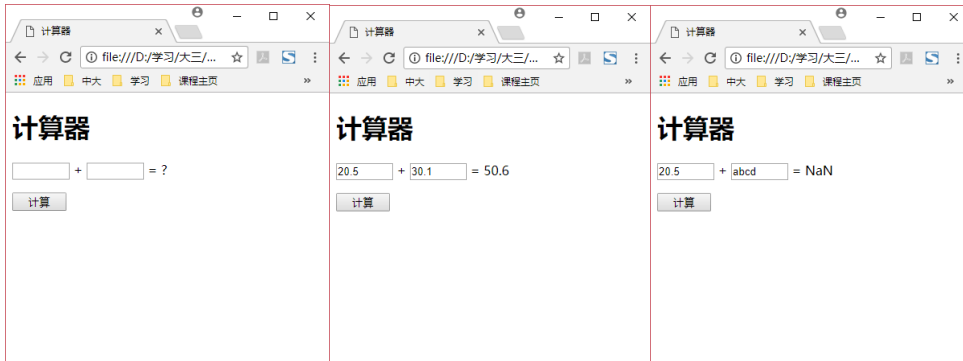 计算器
file:///D:/学习/大三/...
应用 中大 学习 课程主页 »
计算器
+ = ?
计算
计算器
file:///D:/学习/大三/...
应用 中大 学习 课程主页 »
计算器
20.5 + 30.1 = 50.6
计算
计算器
file:///D:/学习/大三/...
应用 中大 学习 课程主页 »
计算器
20.5 + abcd = NaN
计算